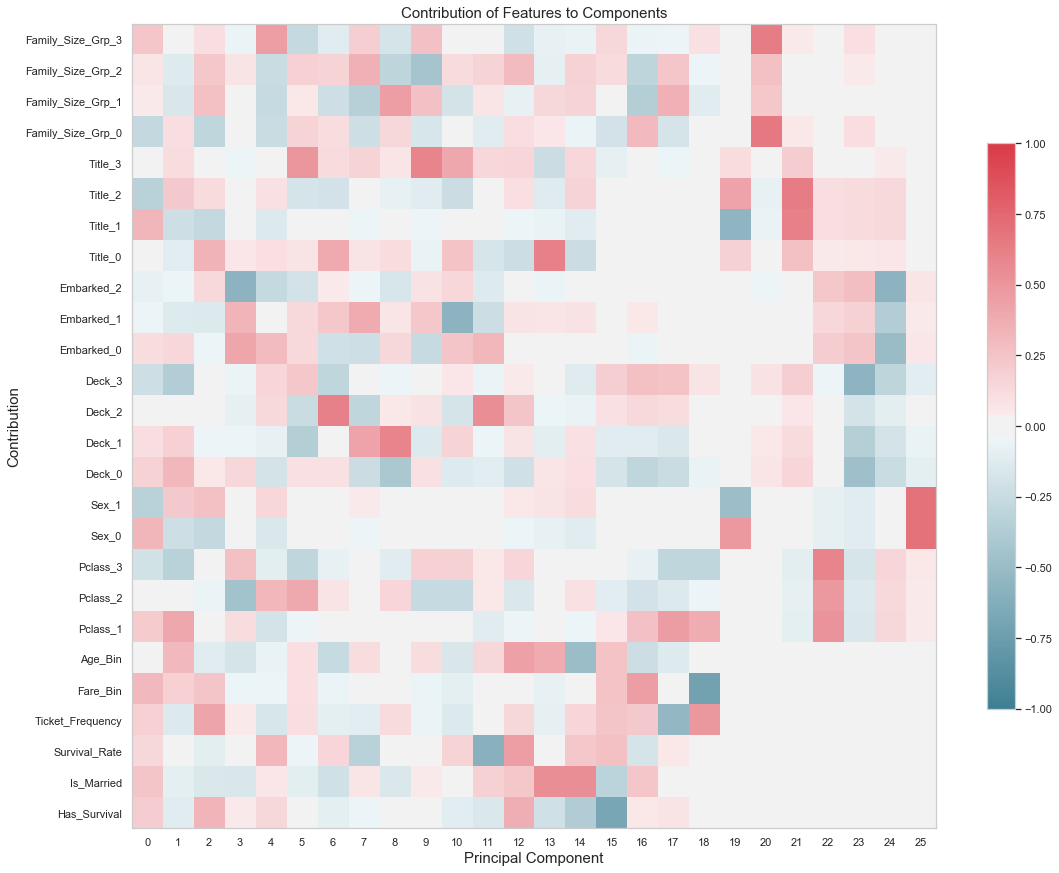 Contribution of Features to Components
Contribution
Family_Size_Grp_3
Family_Size_Grp_2
Family_Size_Grp_1
Family_Size_Grp_0
Title_3
Title_2
Title_1
Title_0
Embarked_2
Embarked_1
Embarked_0
Deck_3
Deck_2
Deck_1
Deck_0
Sex_1
Sex_0
Pclass_3
Pclass_2
Pclass_1
Age_Bin
Fare_Bin
Ticket_Frequency
Survival_Rate
Is_Married
Has_Survival
0 1 2 3 4 5 6 7 8 9 10 11 12 13 14 15 16 17 18 19 20 21 22 23 24 25
Principal Component
1.00
0.75
0.50
0.25
0.00
−0.25
−0.50
−0.75
−1.00